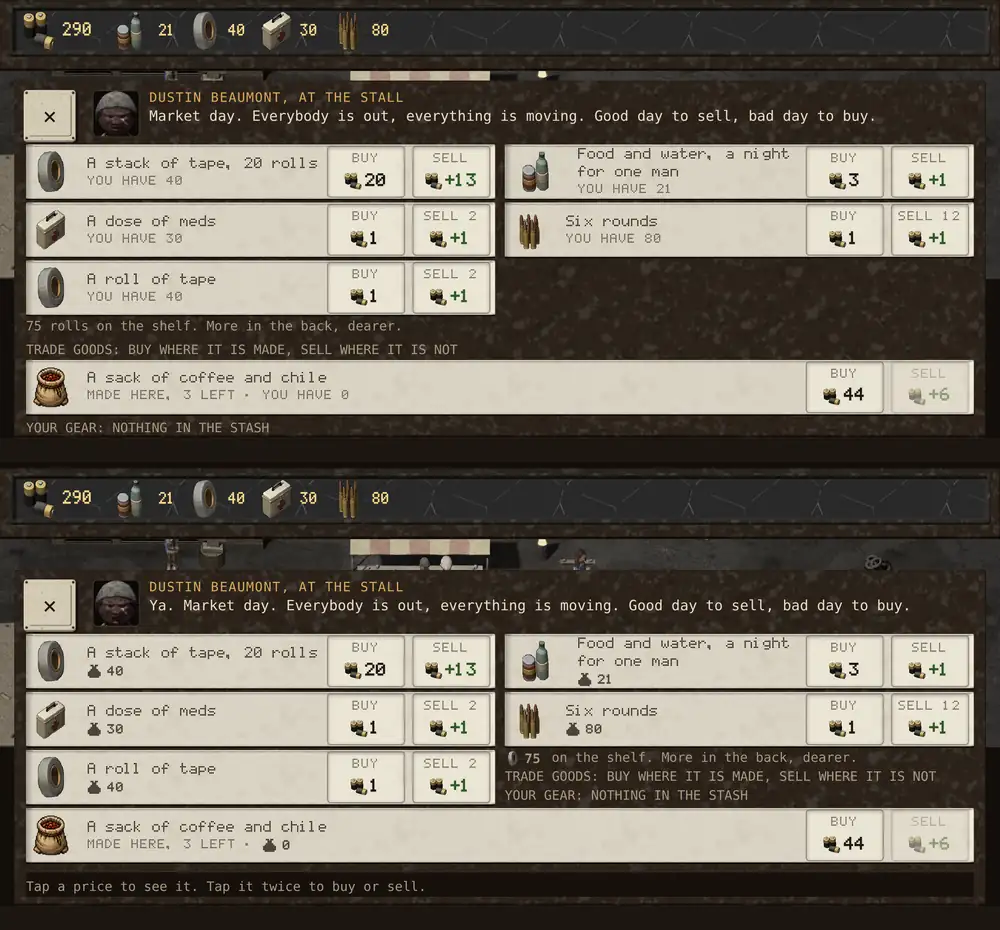 290 21 40 30 80
× DUSTIN BEAUMONT, AT THE STALL
Market day. Everybody is out, everything is moving. Good day to sell, bad day to buy.
A stack of tape, 20 rolls
YOU HAVE 40
BUY
20
SELL
+13
Food and water, a night
for one man
YOU HAVE 21
BUY
3
SELL
+1
A dose of meds
YOU HAVE 30
BUY
1
SELL 2
+1
Six rounds
YOU HAVE 80
BUY
1
SELL 12
+1
A roll of tape
YOU HAVE 40
BUY
1
SELL 2
+1
75 rolls on the shelf. More in the back, dearer.
TRADE GOODS: BUY WHERE IT IS MADE, SELL WHERE IT IS NOT
A sack of coffee and chile
MADE HERE, 3 LEFT · YOU HAVE 0
BUY
44
SELL
+6
YOUR GEAR: NOTHING IN THE STASH
290 21 40 30 80
× DUSTIN BEAUMONT, AT THE STALL
Ya. Market day. Everybody is out, everything is moving. Good day to sell, bad day to buy.
A stack of tape, 20 rolls
40
BUY
20
SELL
+13
Food and water, a night
for one man
21
BUY
3
SELL
+1
A dose of meds
30
BUY
1
SELL 2
+1
Six rounds
80
BUY
1
SELL 12
+1
A roll of tape
40
BUY
1
SELL 2
+1
75 on the shelf. More in the back, dearer.
TRADE GOODS: BUY WHERE IT IS MADE, SELL WHERE IT IS NOT
YOUR GEAR: NOTHING IN THE STASH
A sack of coffee and chile
MADE HERE, 3 LEFT · 0
BUY
44
SELL
+6
Tap a price to see it. Tap it twice to buy or sell.